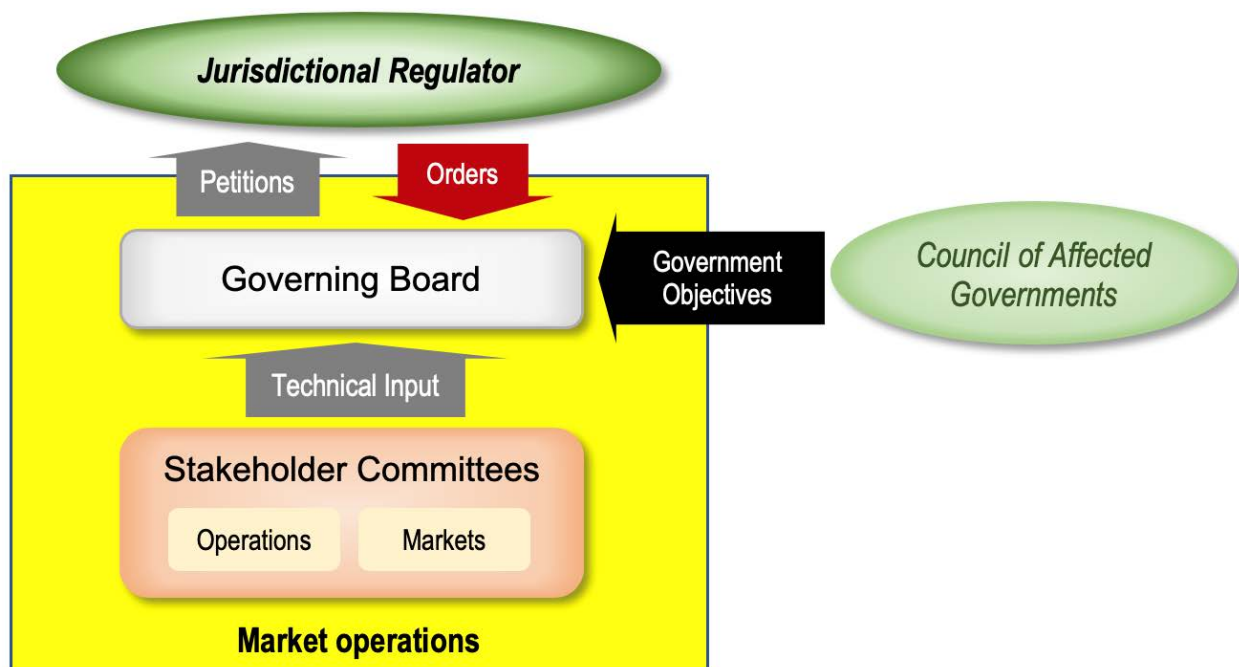 Jurisdictional Regulator
Petitions
Orders
Governing Board
Government
Objectives
Council of Affected
Governments
Technical Input
Stakeholder Committees
Operations
Markets
Market operations